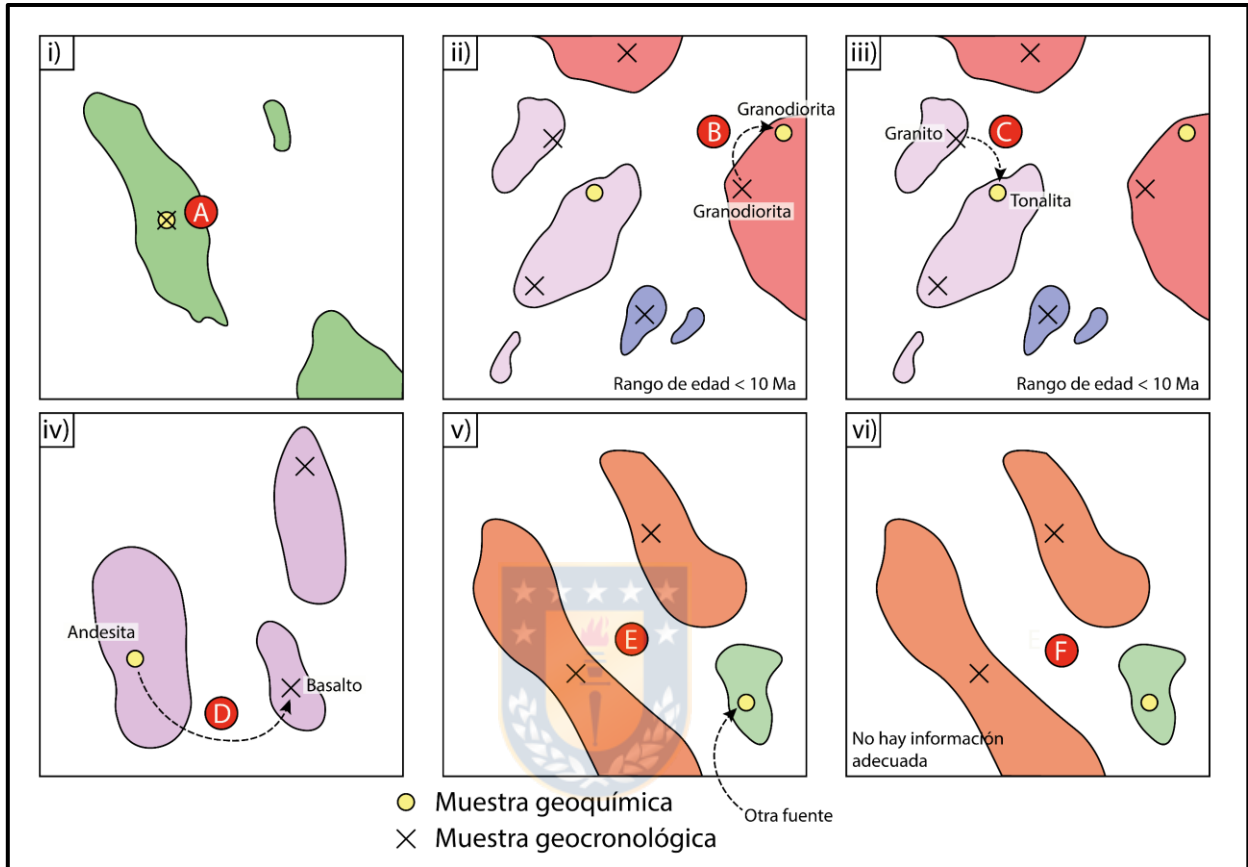 i)
A
ii)
Granodiorita
B
Granodiorita
Rango de edad < 10 Ma
iii)
Granito
C
Tonalita
Rango de edad < 10 Ma
iv)
Andesita
Basalto
D
v)
E
vi)
F
No hay información
adecuada
Otra fuente
Muestra geoquímica
Muestra geocronológica